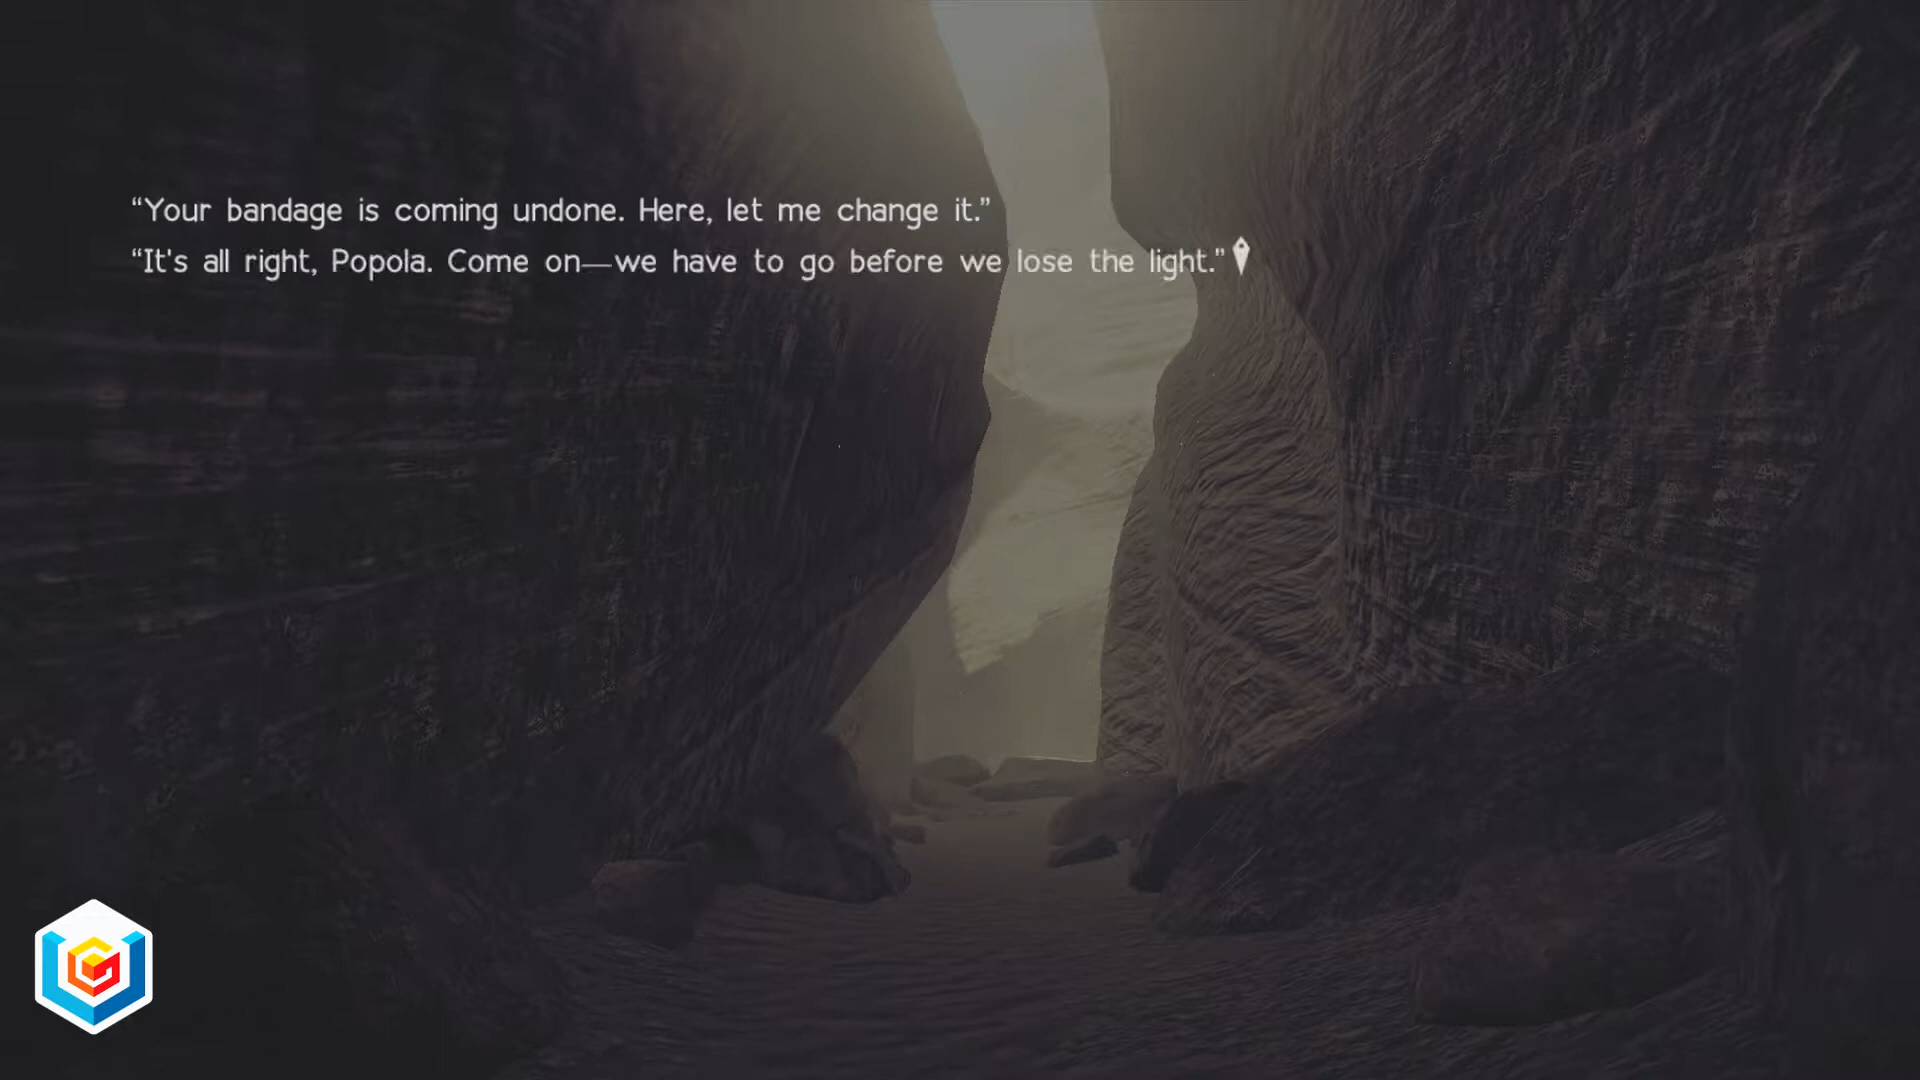 “Your bandage is coming undone. Here, let me change it.”
“It's all right, Popola. Come on—we have to go before we lose the light.”